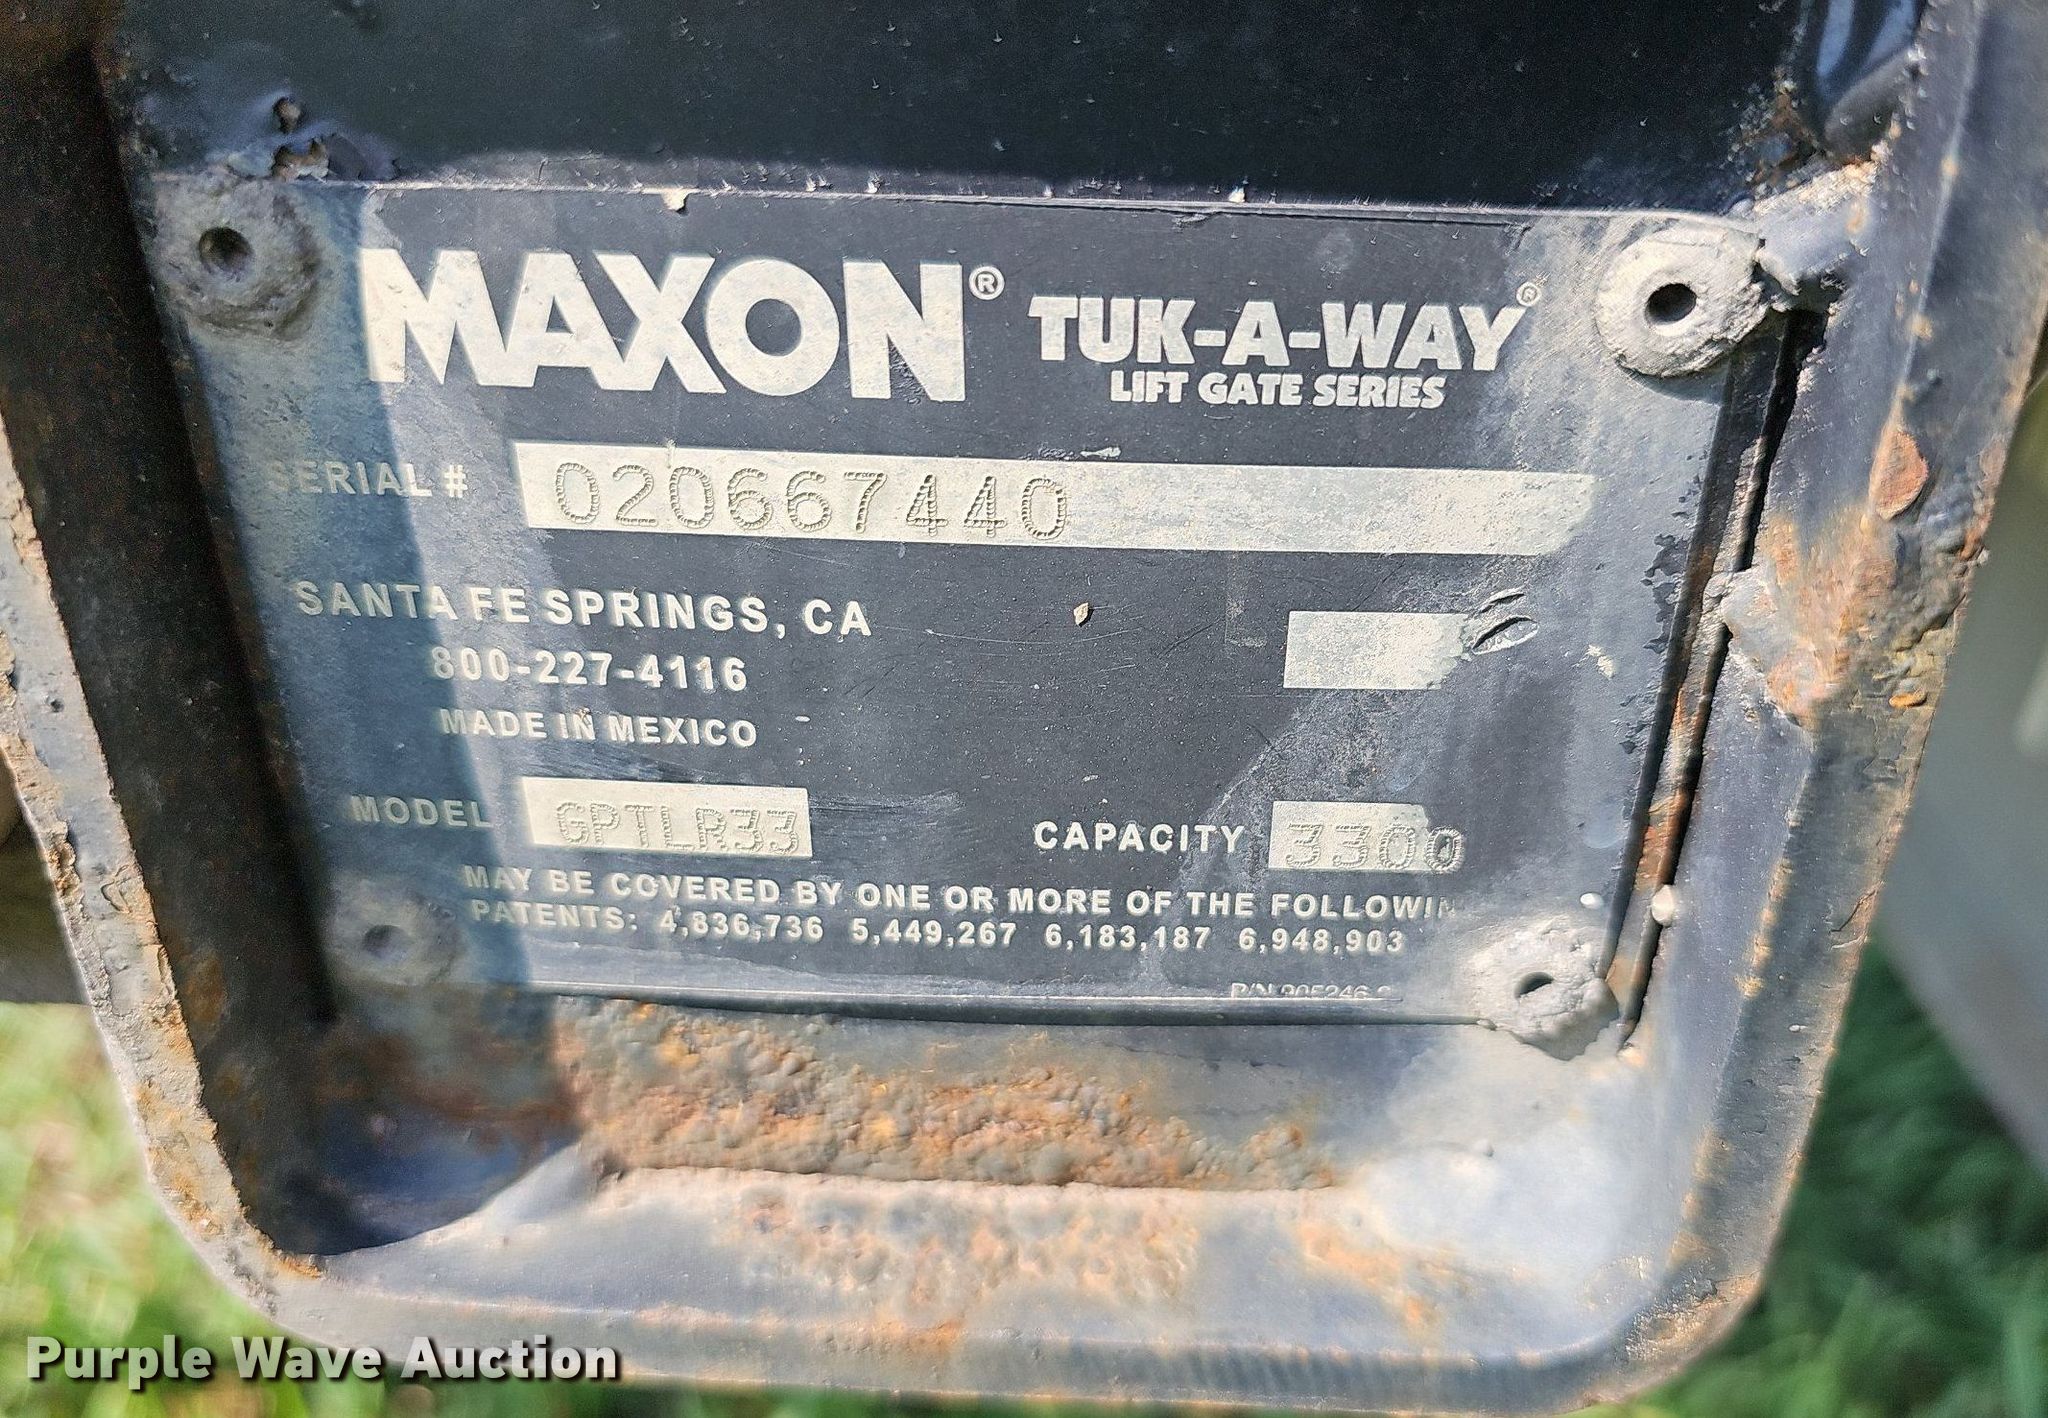 MAXON®
TUK-A-WAY®
LIFT GATE SERIES
SERIAL # 020667440
SANTA FE SPRINGS, CA
800-227-4116
MADE IN MEXICO
MODEL GPTLR33
CAPACITY 3300
MAY BE COVERED BY ONE OR MORE OF THE FOLLOWIN
PATENTS: 4,836,736 5,449,267 6,183,187 6,948,903
P/N 905246
Purple Wave Auction